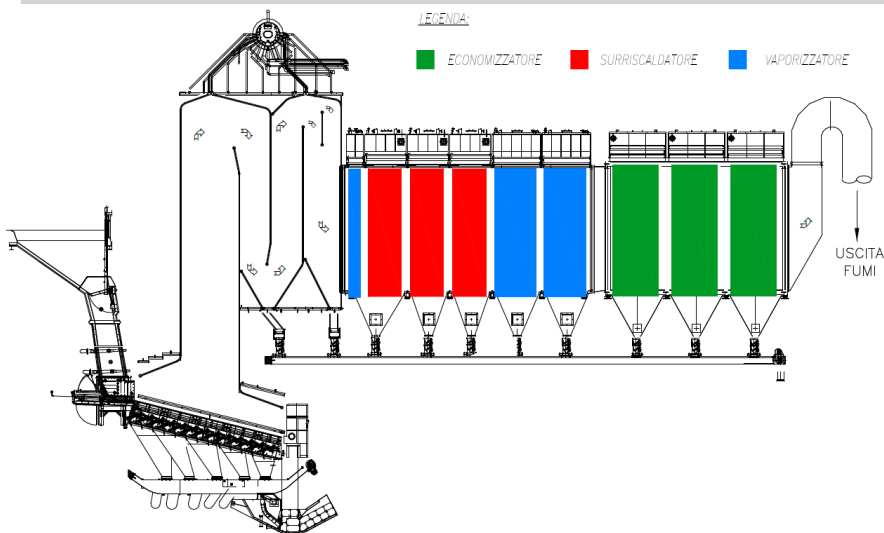 LEGENDA:
ECONOMIZZATORE
SURRISCALDATORE
VAPORIZZATORE
USCITA
FUMI